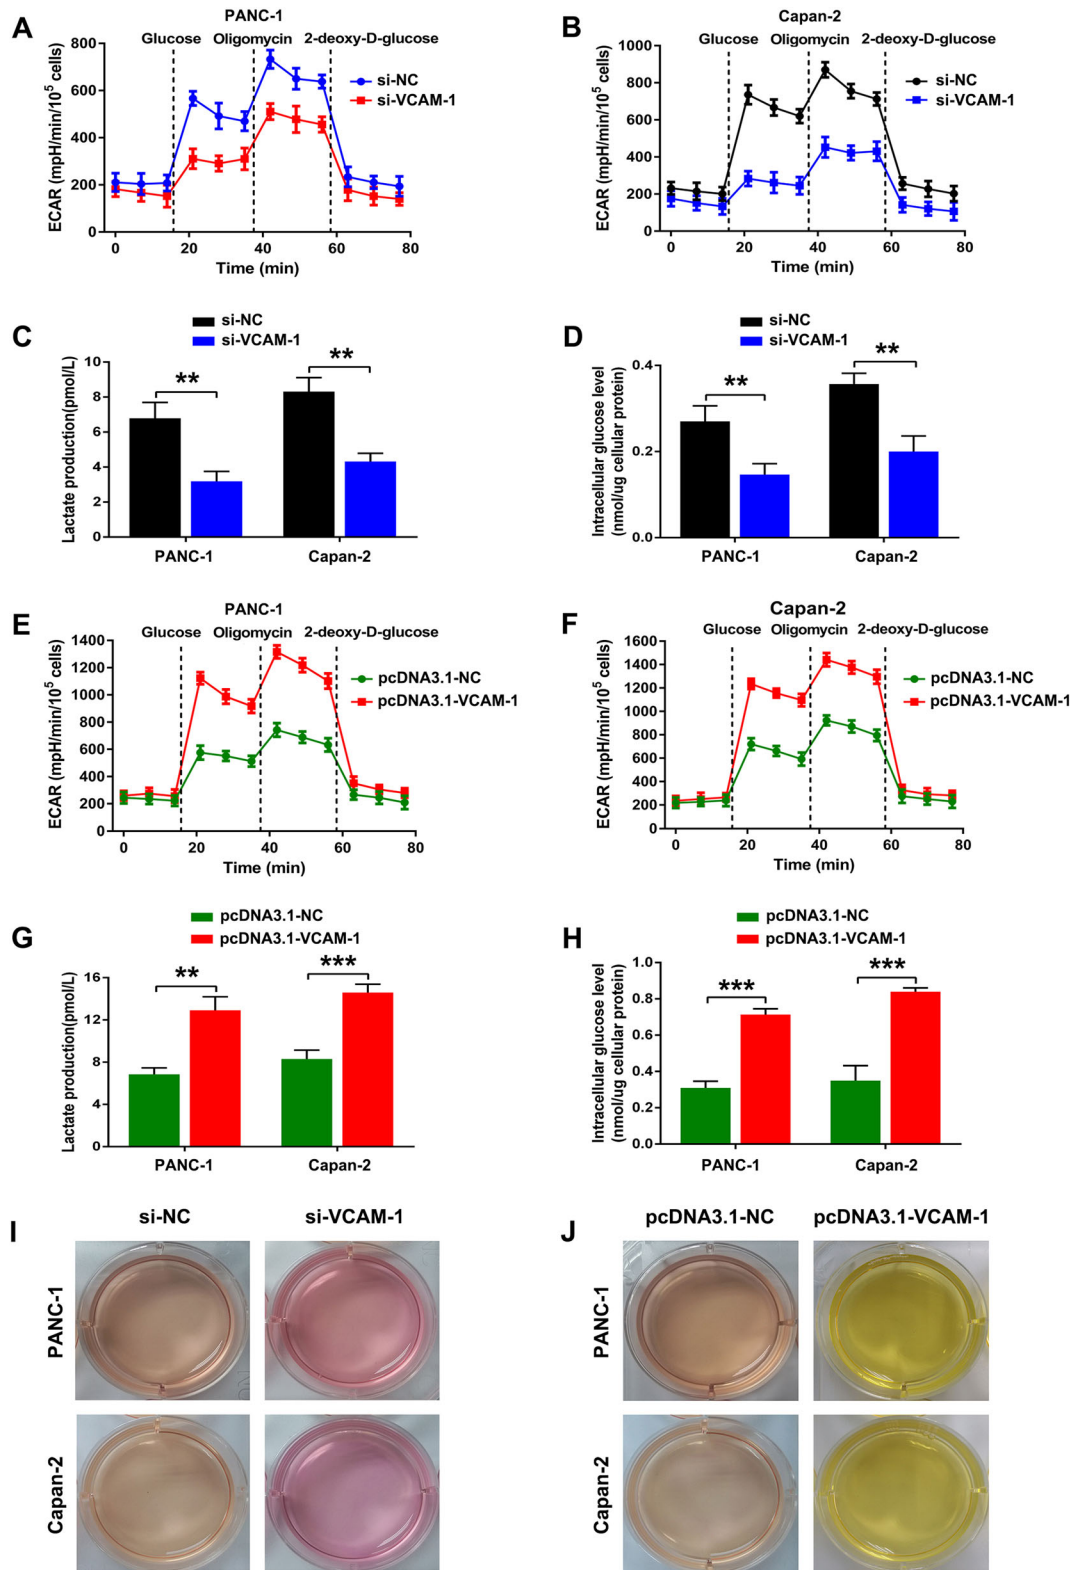 A
PANC-1
Glucose Oligomycin 2-deoxy-D-glucose
ECAR (mpH/min/10⁵ cells)
800
600
400
200
0
si-NC
si-VCAM-1
0 20 40 60 80
Time (min)
B
Capan-2
Glucose Oligomycin 2-deoxy-D-glucose
ECAR (mpH/min/10⁵ cells)
1000
800
600
400
200
0
si-NC
si-VCAM-1
0 20 40 60 80
Time (min)
C
si-NC
si-VCAM-1
Lactate production(pmol/L)
10
8
6
4
2
0
**
**
PANC-1 Capan-2
D
si-NC
si-VCAM-1
Intracellular glucose level
(nmol/ug cellular protein)
0.4
0.2
0.0
**
**
PANC-1 Capan-2
E
PANC-1
Glucose Oligomycin 2-deoxy-D-glucose
ECAR (mpH/min/10⁵ cells)
1400
1200
1000
800
600
400
200
0
pcDNA3.1-NC
pcDNA3.1-VCAM-1
0 20 40 60 80
Time (min)
F
Capan-2
Glucose Oligomycin 2-deoxy-D-glucose
ECAR (mpH/min/10⁵ cells)
1600
1400
1200
1000
800
600
400
200
0
pcDNA3.1-NC
pcDNA3.1-VCAM-1
0 20 40 60 80
Time (min)
G
pcDNA3.1-NC
pcDNA3.1-VCAM-1
Lactate production(pmol/L)
16
12
8
4
0
**
***
PANC-1 Capan-2
H
pcDNA3.1-NC
pcDNA3.1-VCAM-1
Intracellular glucose level
(nmol/ug cellular protein)
1.0
0.8
0.6
0.4
0.2
0.0
***
***
PANC-1 Capan-2
I
si-NC si-VCAM-1
PANC-1
Capan-2
J
pcDNA3.1-NC pcDNA3.1-VCAM-1
PANC-1
Capan-2